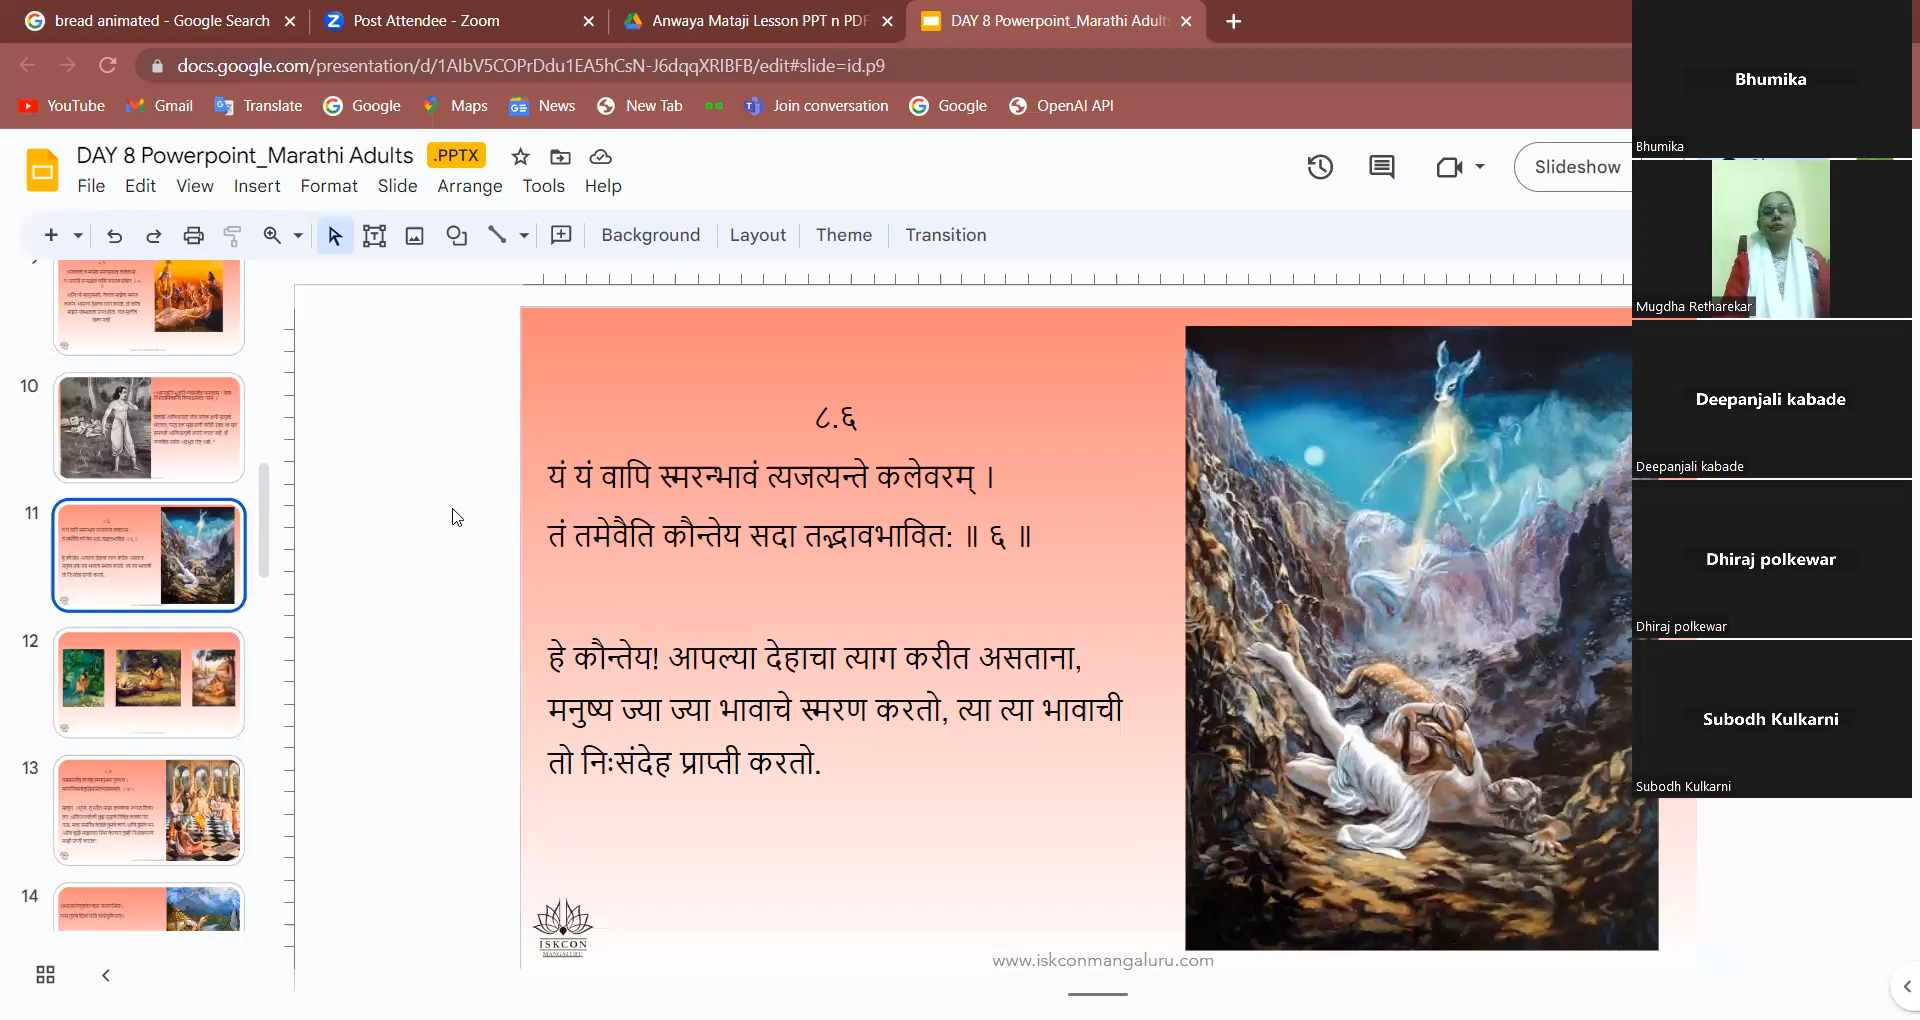 bread animated - Google Search
Post Attendee - Zoom
Anwaya Mataji Lesson PPT n PDF
DAY 8 Powerpoint_Marathi Adult
docs.google.com/presentation/d/1AIbV5COPrDdu1EA5hCsN-J6dqqXRIBFB/edit#slide=id.p9
YouTube Gmail Translate Google Maps News New Tab Join conversation Google OpenAI API
DAY 8 Powerpoint_Marathi Adults .PPTX
File Edit View Insert Format Slide Arrange Tools Help
Slideshow
Background Layout Theme Transition
10
11
12
13
14
८.६
यं यं वापि स्मरन्भावं त्यजत्यन्ते कलेवरम् ।
तं तमेवैति कौन्तेय सदा तद्भावभावित: ॥ ६ ॥
हे कौन्तेय! आपल्या देहाचा त्याग करीत असताना,
मनुष्य ज्या ज्या भावाचे स्मरण करतो, त्या त्या भावाची
तो निःसंदेह प्राप्ती करतो.
ISKCON
MANGALURU
www.iskconmangaluru.com
Bhumika
Bhumika
Mugdha Retharekar
Deepanjali kabade
Deepanjali kabade
Dhiraj polkewar
Dhiraj polkewar
Subodh Kulkarni
Subodh Kulkarni